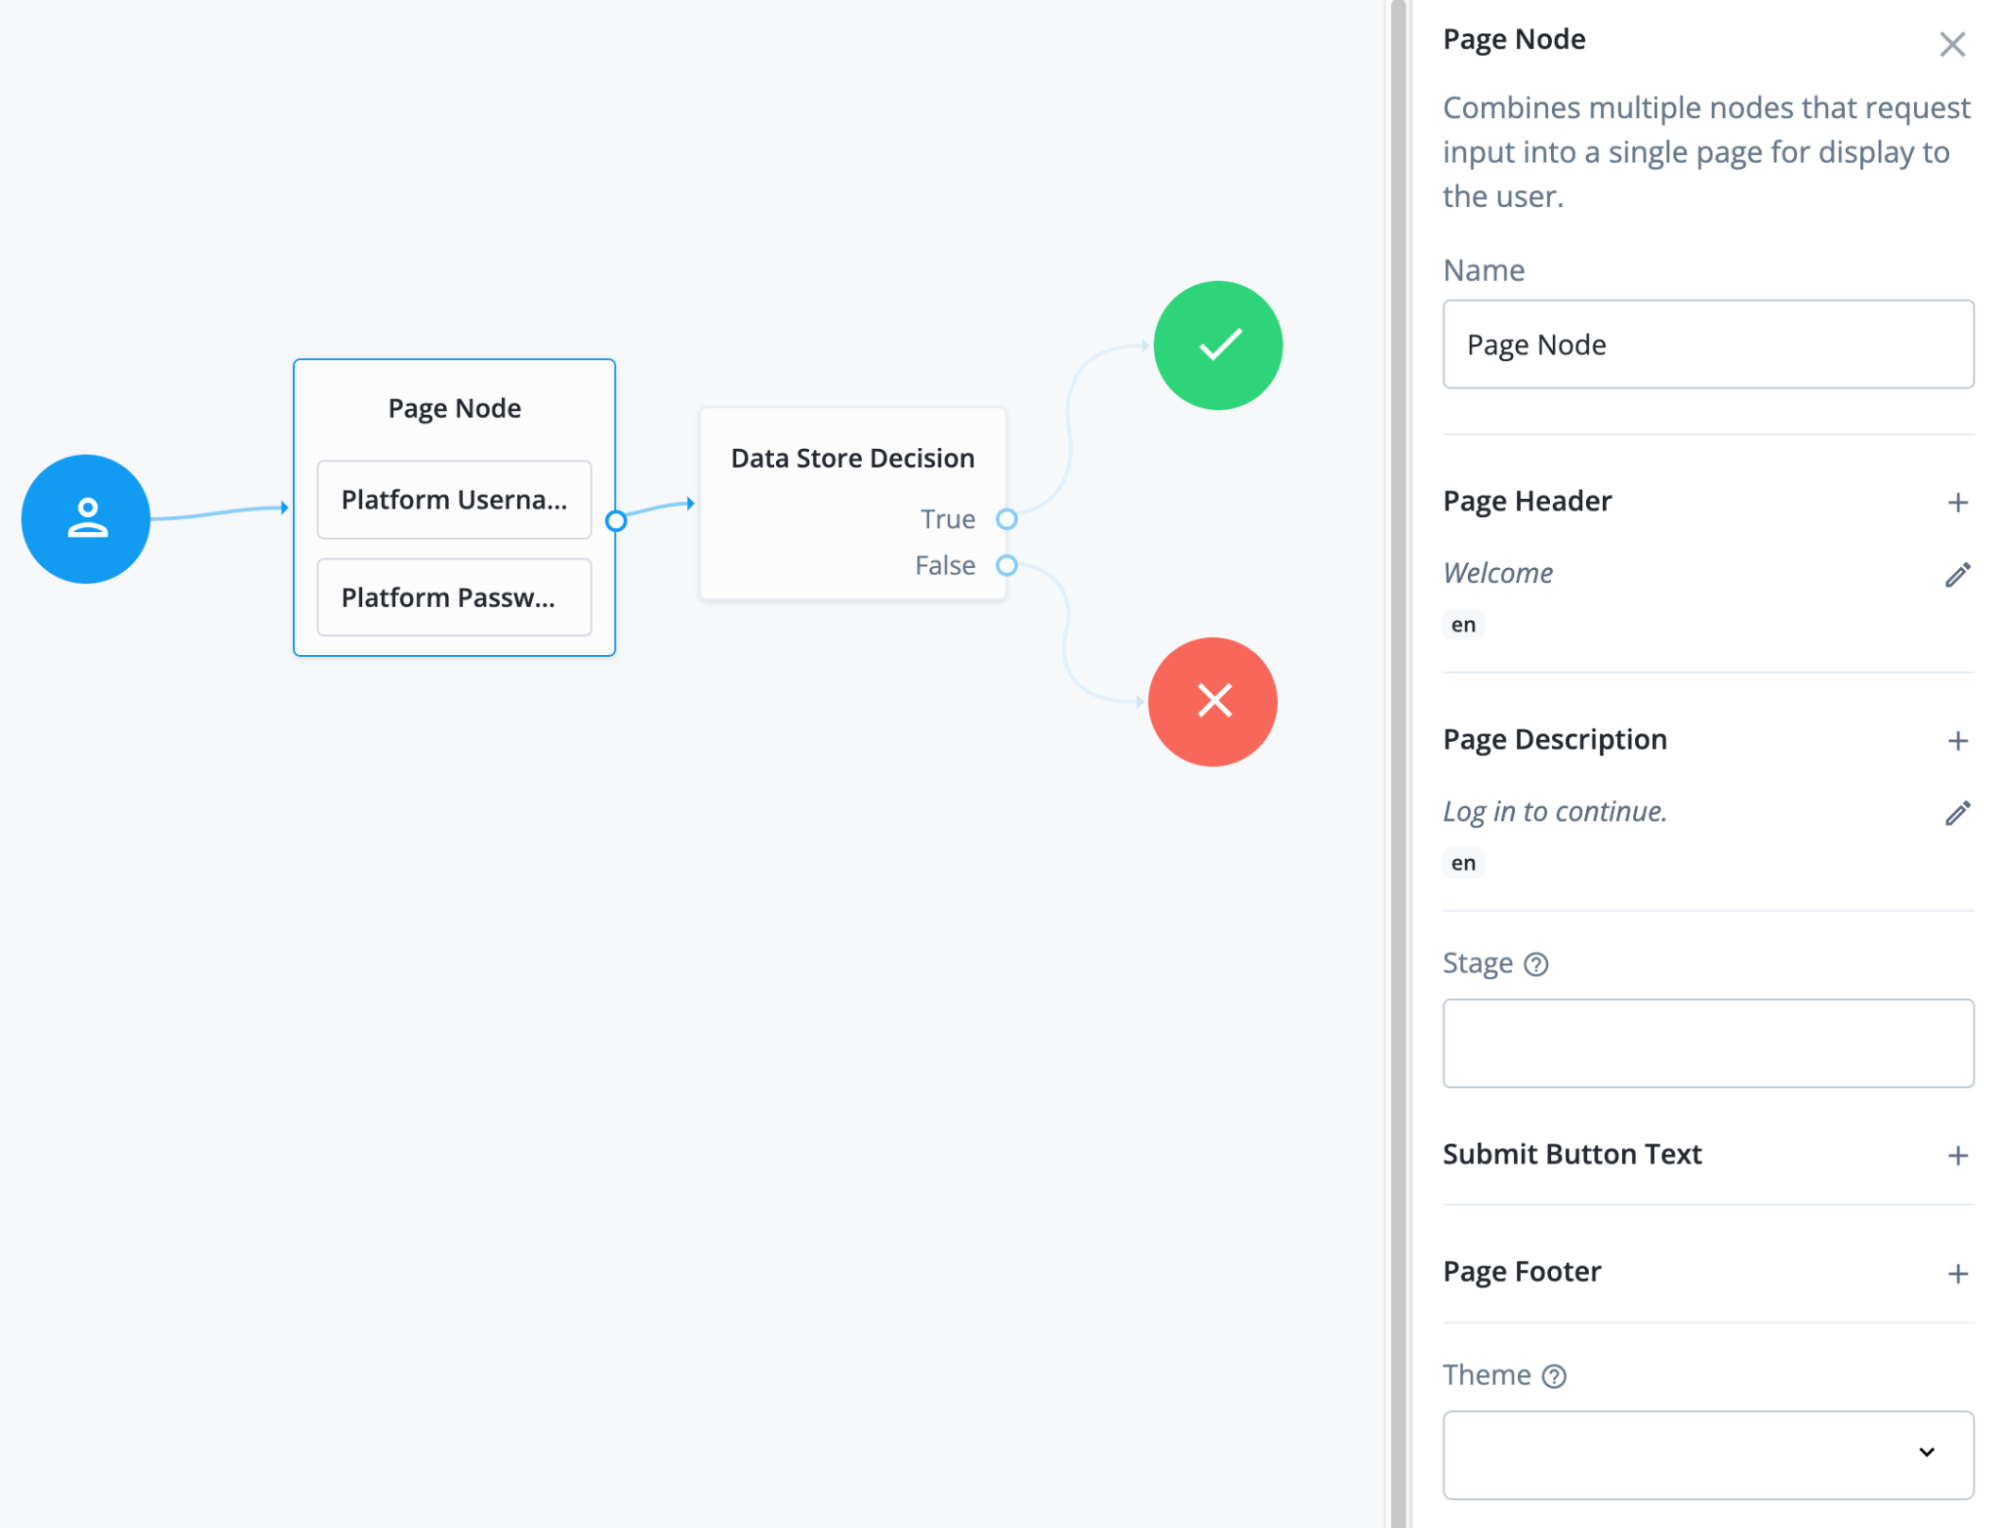 Page Node
Platform Userna...
Platform Passw...
Data Store Decision
True
False
Page Node
Combines multiple nodes that request
input into a single page for display to
the user.
Name
Page Node
Page Header
Welcome
en
Page Description
Log in to continue.
en
Stage
Submit Button Text
Page Footer
Theme